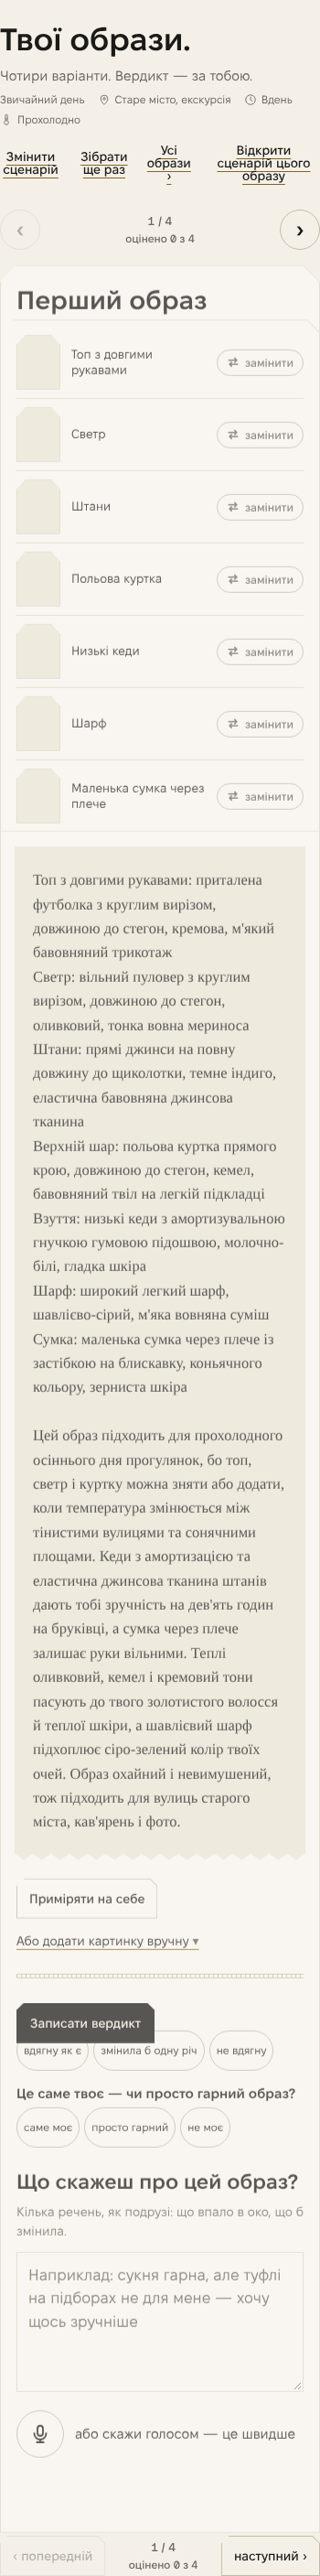 Твої образи.
Чотири варіанти. Вердикт — за тобою.
Звичайний день Старе місто, екскурсія Вдень
Прохолодно
Змінити сценарій
Зібрати ще раз
Усі образи ›
Відкрити сценарій цього образу
‹
1 / 4
оцінено 0 з 4
›
Перший образ
Топ з довгими
рукавами
⇄ замінити
Светр
⇄ замінити
Штани
⇄ замінити
Польова куртка
⇄ замінити
Низькі кеди
⇄ замінити
Шарф
⇄ замінити
Маленька сумка через
плече
⇄ замінити
Топ з довгими рукавами: приталена
футболка з круглим вирізом,
довжиною до стегон, кремова, м'який
бавовняний трикотаж
Светр: вільний пуловер з круглим
вирізом, довжиною до стегон,
оливковий, тонка вовна мериноса
Штани: прямі джинси на повну
довжину до щиколотки, темне індиго,
еластична бавовняна джинсова
тканина
Верхній шар: польова куртка прямого
крою, довжиною до стегон, кемел,
бавовняний твіл на легкій підкладці
Взуття: низькі кеди з амортизувальною
гнучкою гумовою підошвою, молочно-
білі, гладка шкіра
Шарф: широкий легкий шарф,
шавлієво-сірий, м'яка вовняна суміш
Сумка: маленька сумка через плече із
застібкою на блискавку, коньячного
кольору, зерниста шкіра
Цей образ підходить для прохолодного
осіннього дня прогулянок, бо топ,
светр і куртку можна зняти або додати,
коли температура змінюється між
тінистими вулицями та сонячними
площами. Кеди з амортизацією та
еластична джинсова тканина штанів
дають тобі зручність на дев'ять годин
на бруківці, а сумка через плече
залишає руки вільними. Теплі
оливковий, кемел і кремовий тони
пасують до твого золотистого волосся
й теплої шкіри, а шавлієвий шарф
підхоплює сіро-зелений колір твоїх
очей. Образ охайний і невимушений,
тож підходить для вулиць старого
міста, кав'ярень і фото.
Приміряти на себе
Або додати картинку вручну ▾
Записати вердикт
вдягну як є змінила б одну річ не вдягну
Це саме твоє — чи просто гарний образ?
саме моє просто гарний не моє
Що скажеш про цей образ?
Кілька речень, як подрузі: що впало в око, що б
змінила.
Наприклад: сукня гарна, але туфлі
на підборах не для мене — хочу
щось зручніше
або скажи голосом — це швидше
‹ попередній
1 / 4
оцінено 0 з 4
наступний ›